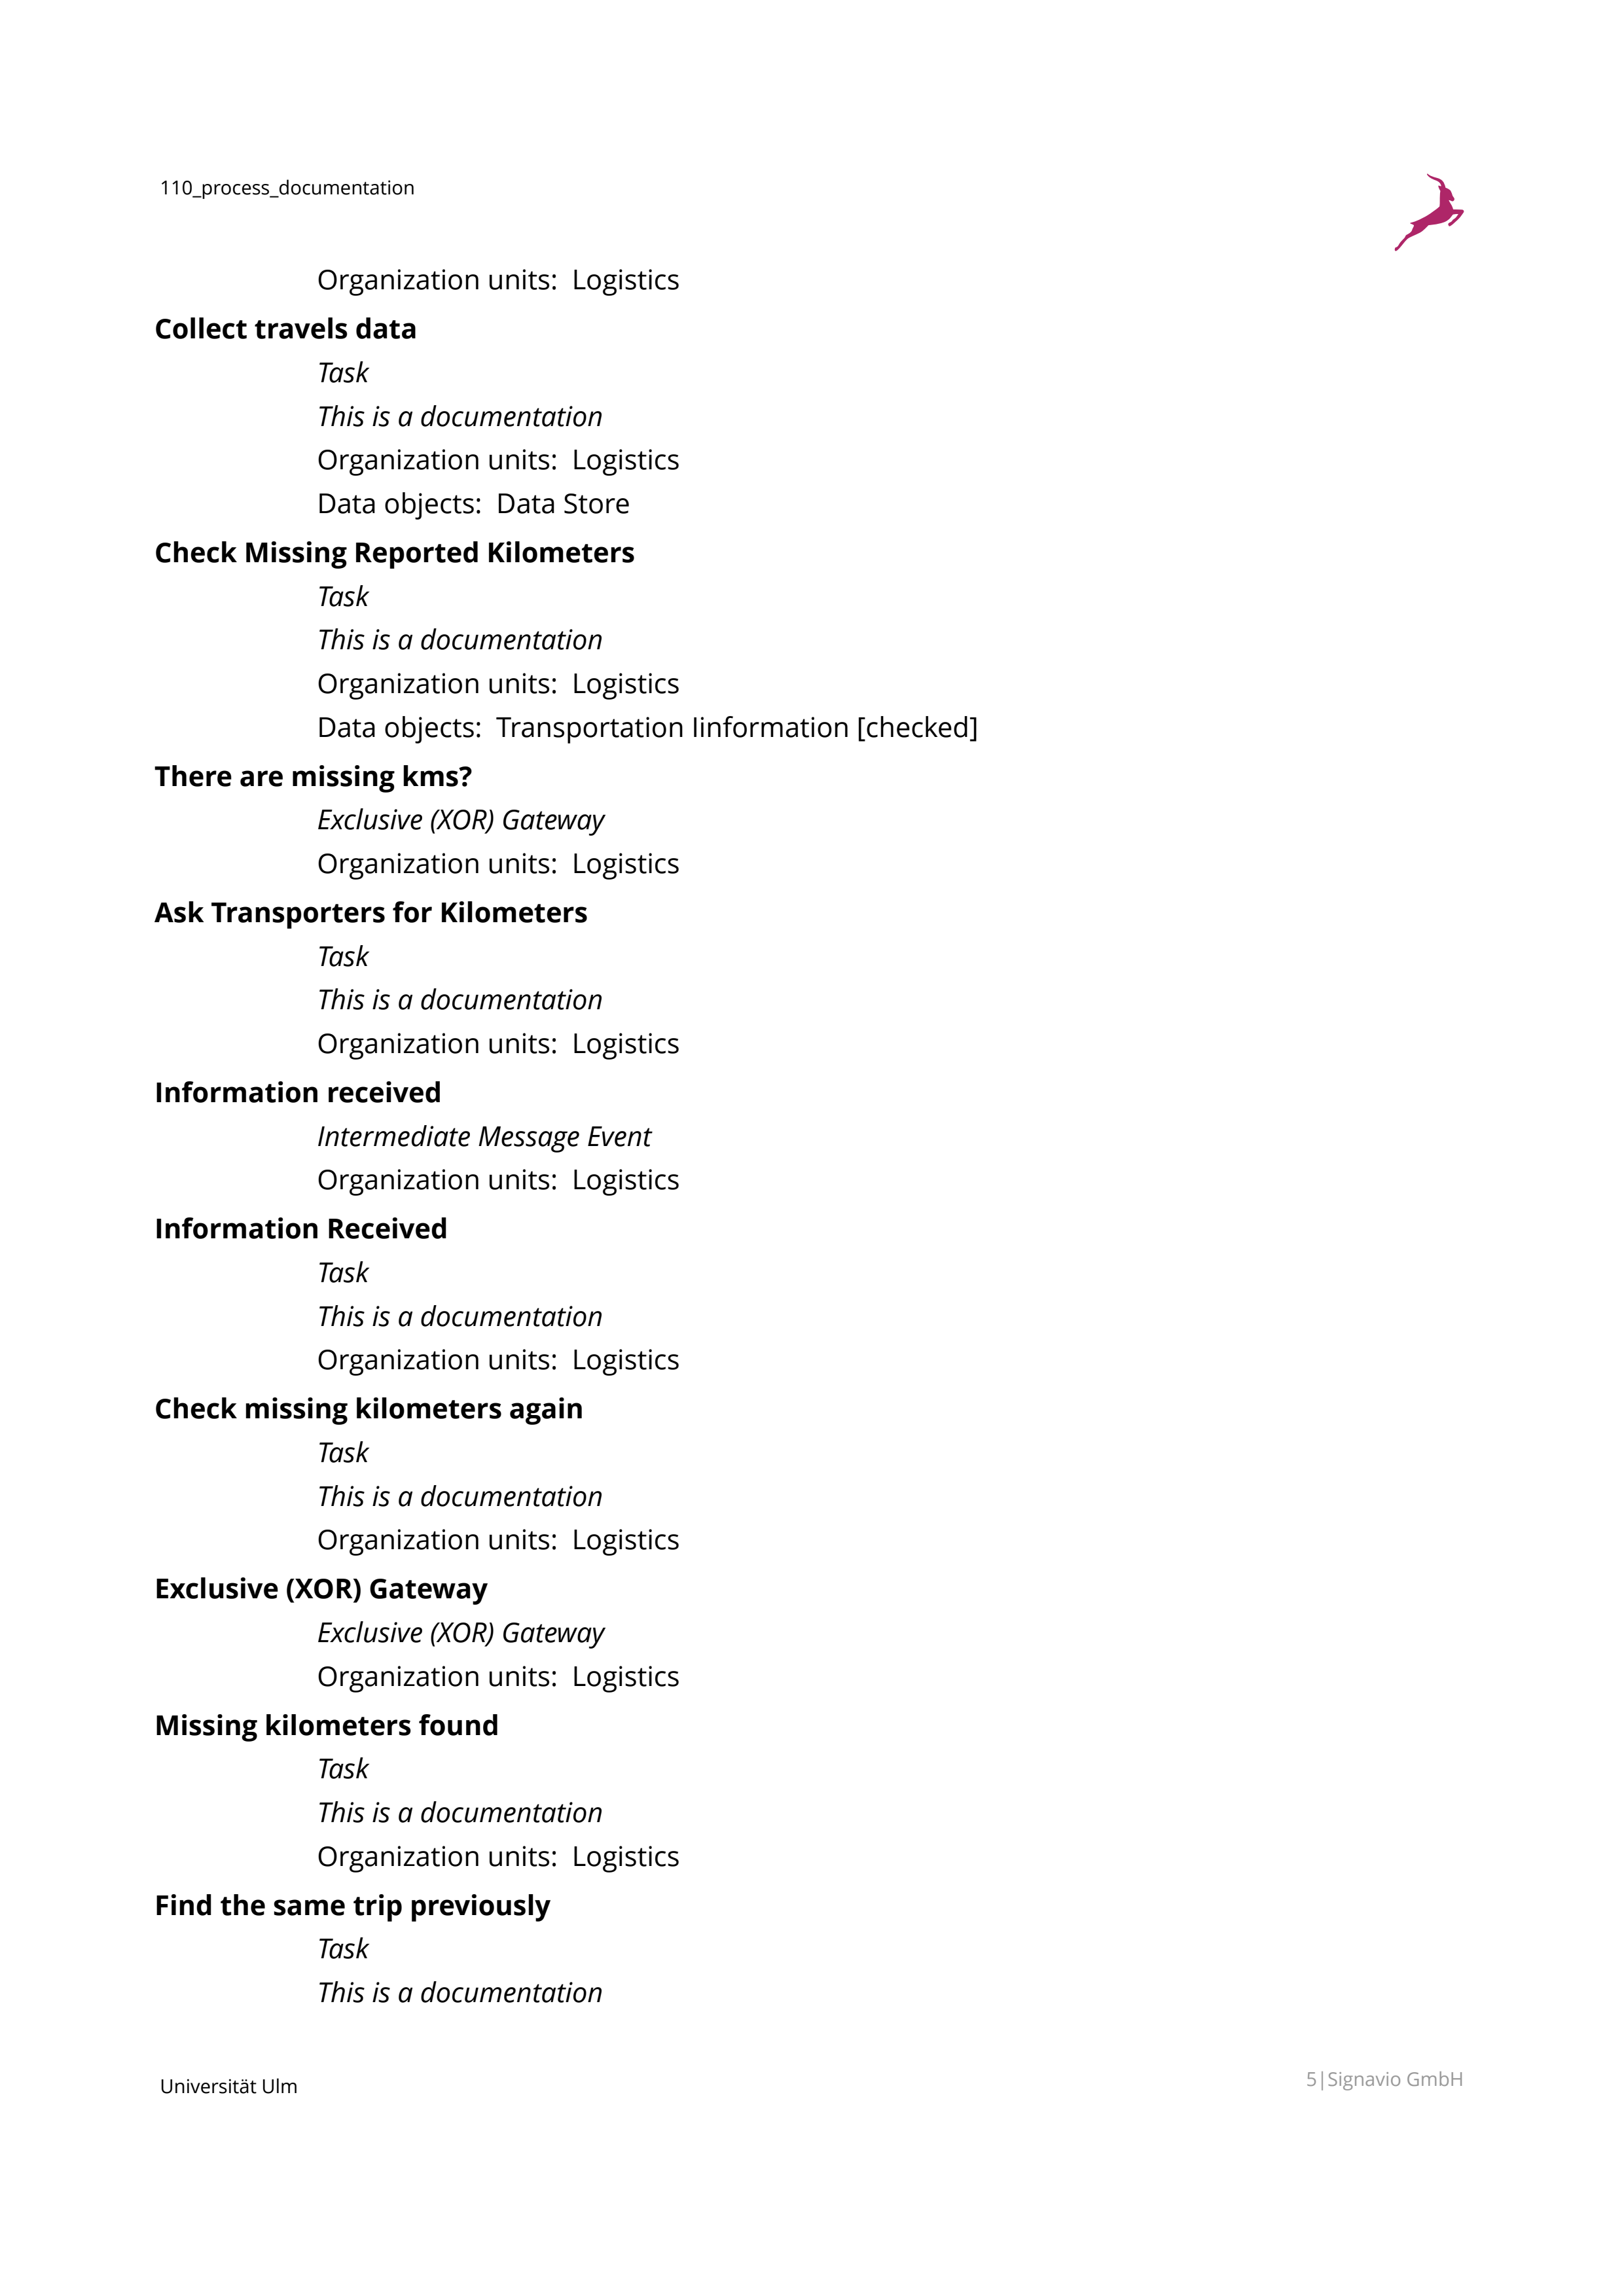 110_process_documentation
Organization units:  Logistics
Collect travels data
Task
This is a documentation
Organization units:  Logistics
Data objects:  Data Store
Check Missing Reported Kilometers
Task
This is a documentation
Organization units:  Logistics
Data objects:  Transportation Iinformation [checked]
There are missing kms?
Exclusive (XOR) Gateway
Organization units:  Logistics
Ask Transporters for Kilometers
Task
This is a documentation
Organization units:  Logistics
Information received
Intermediate Message Event
Organization units:  Logistics
Information Received
Task
This is a documentation
Organization units:  Logistics
Check missing kilometers again
Task
This is a documentation
Organization units:  Logistics
Exclusive (XOR) Gateway
Exclusive (XOR) Gateway
Organization units:  Logistics
Missing kilometers found
Task
This is a documentation
Organization units:  Logistics
Find the same trip previously
Task
This is a documentation
Universität Ulm
5|Signavio GmbH